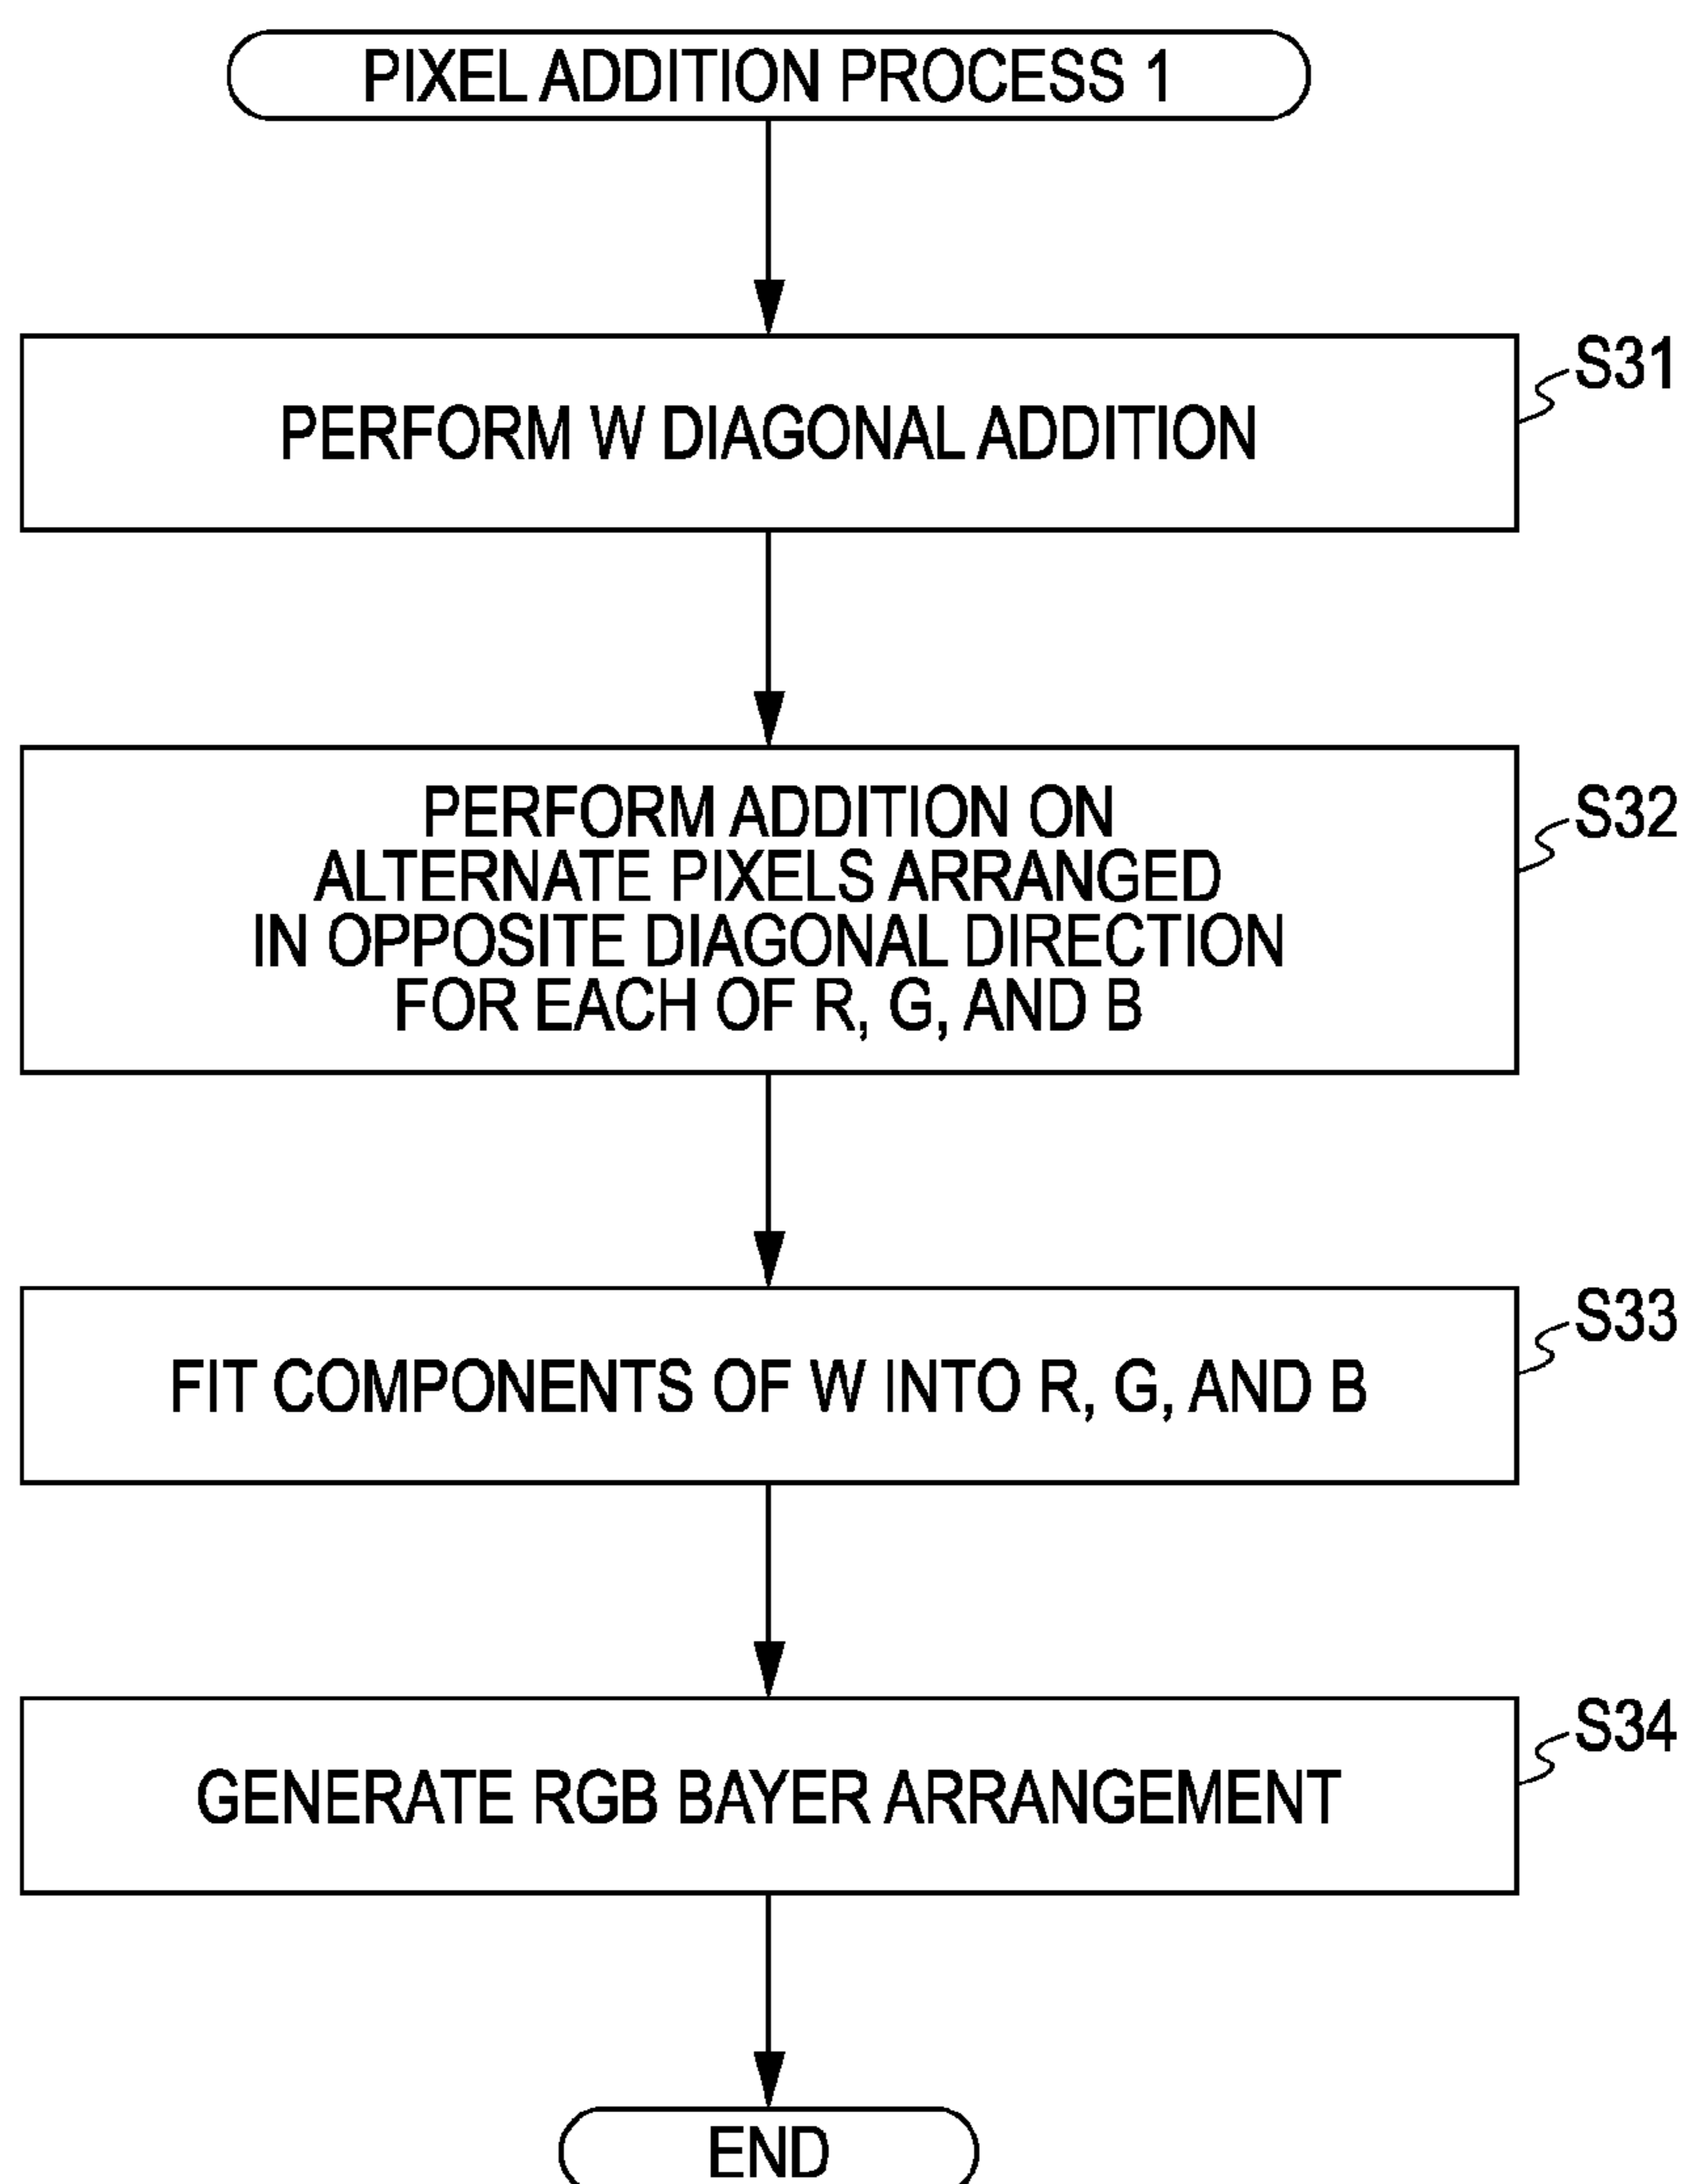 PIXEL ADDITION PROCESS 1
S31
PERFORM W DIAGONAL ADDITION
S32
PERFORM ADDITION ON
ALTERNATE PIXELS ARRANGED
IN OPPOSITE DIAGONAL DIRECTION
FOR EACH OF R, G, AND B
S33
FIT COMPONENTS OF W INTO R, G, AND B
S34
GENERATE RGB BAYER ARRANGEMENT
END